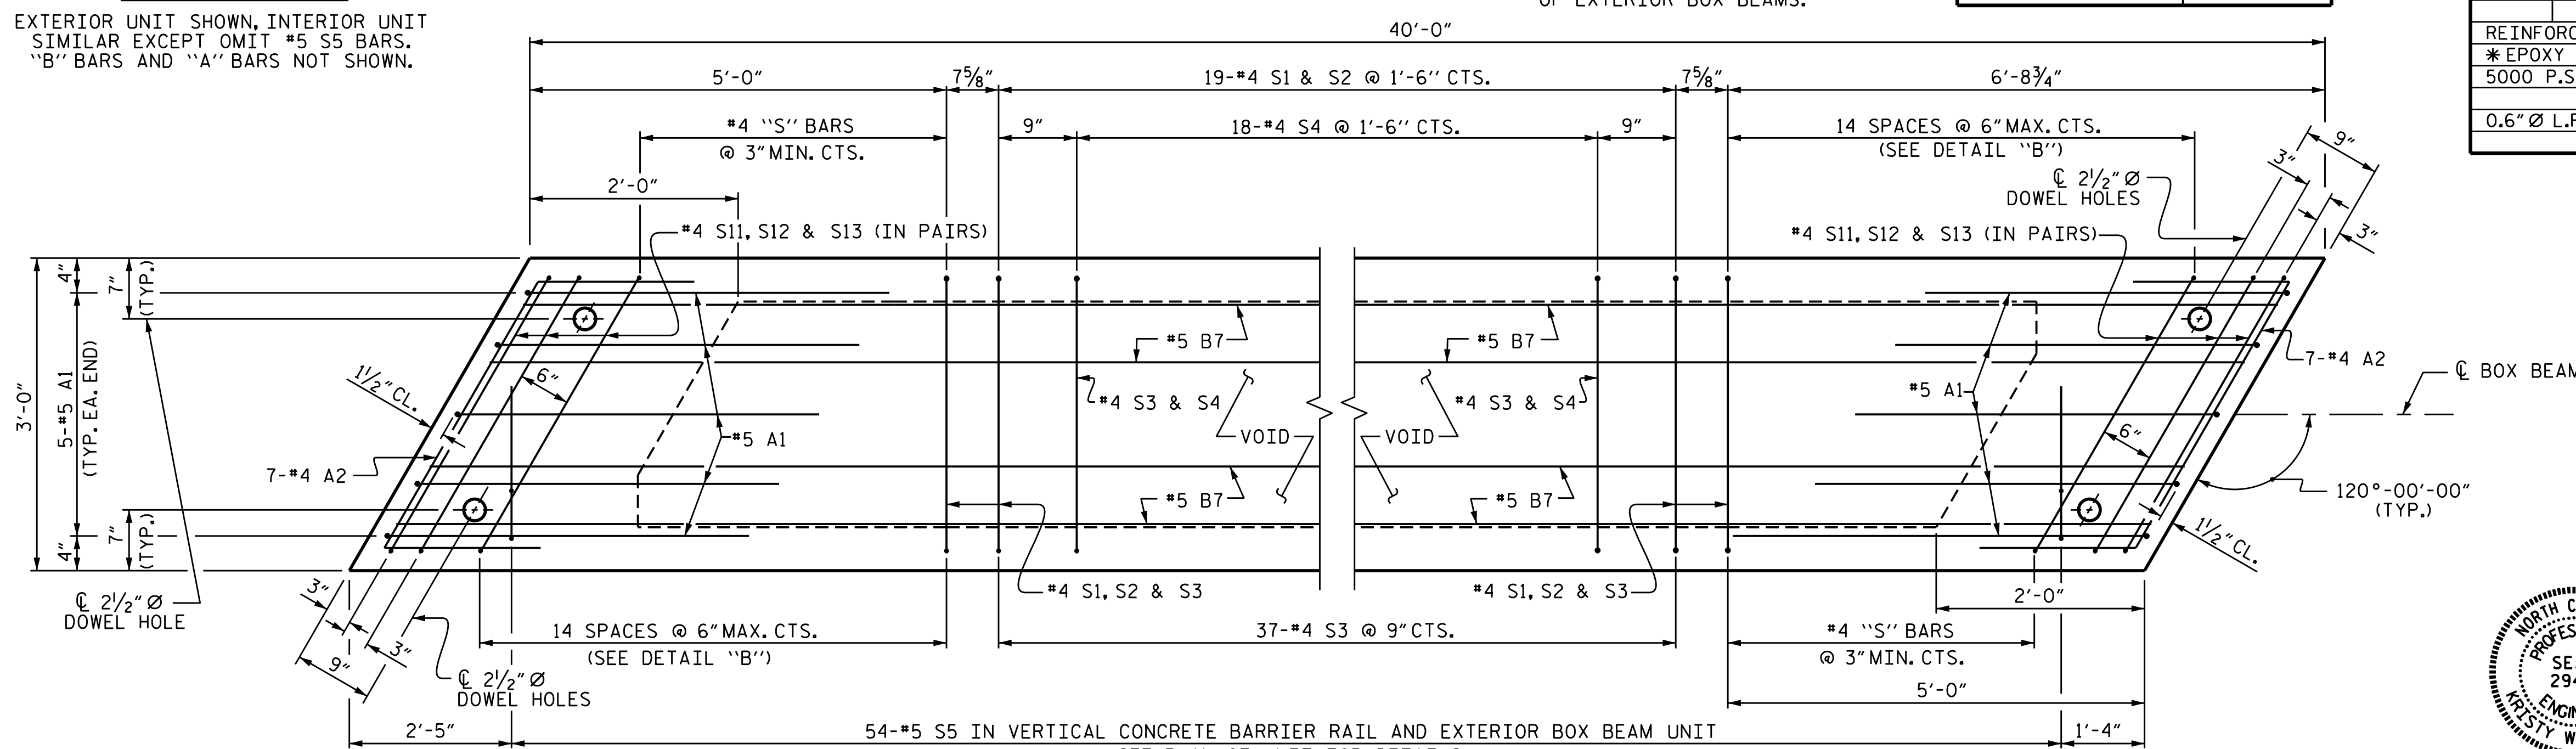 OF EXTERIOR BOX BEAMS.
EXTERIOR UNIT SHOWN, INTERIOR UNIT
SIMILAR EXCEPT OMIT #5 S5 BARS.
"B" BARS AND "A" BARS NOT SHOWN.
REINFORC
* EPOXY
5000 P.S
0.6"Ø L.R
40'-0"
5'-0"
7⅝"
19-#4 S1 & S2 @ 1'-6" CTS.
7⅝"
6'-8¾"
#4 "S" BARS
@ 3" MIN. CTS.
9"
18-#4 S4 @ 1'-6" CTS.
9"
14 SPACES @ 6" MAX. CTS.
(SEE DETAIL "B")
9"
3"
2'-0"
℄ 2½" Ø
DOWEL HOLES
3"
#4 S11, S12 & S13 (IN PAIRS)
#4 S11, S12 & S13 (IN PAIRS)
4"
7"
(TYP.)
3'-0"
5-#5 A1
(TYP. EA. END)
1½" CL.
6"
#5 B7
#5 B7
7-#4 A2
℄ BOX BEAM
#4 S3 & S4
#4 S3 & S4
#5 A1
#5 A1
VOID
VOID
6"
7-#4 A2
#5 B7
#5 B7
120°-00'-00"
(TYP.)
1½" CL.
4"
7"
(TYP.)
3"
℄ 2½" Ø
DOWEL HOLE
#4 S1, S2 & S3
#4 S1, S2 & S3
2'-0"
14 SPACES @ 6" MAX. CTS.
(SEE DETAIL "B")
37-#4 S3 @ 9" CTS.
#4 "S" BARS
@ 3" MIN. CTS.
3"
9"
℄ 2½" Ø
DOWEL HOLES
5'-0"
2'-5"
54-#5 S5 IN VERTICAL CONCRETE BARRIER RAIL AND EXTERIOR BOX BEAM UNIT
1'-4"
NORTH C
PROFES
SE
294
ENGIN
KRISTY W